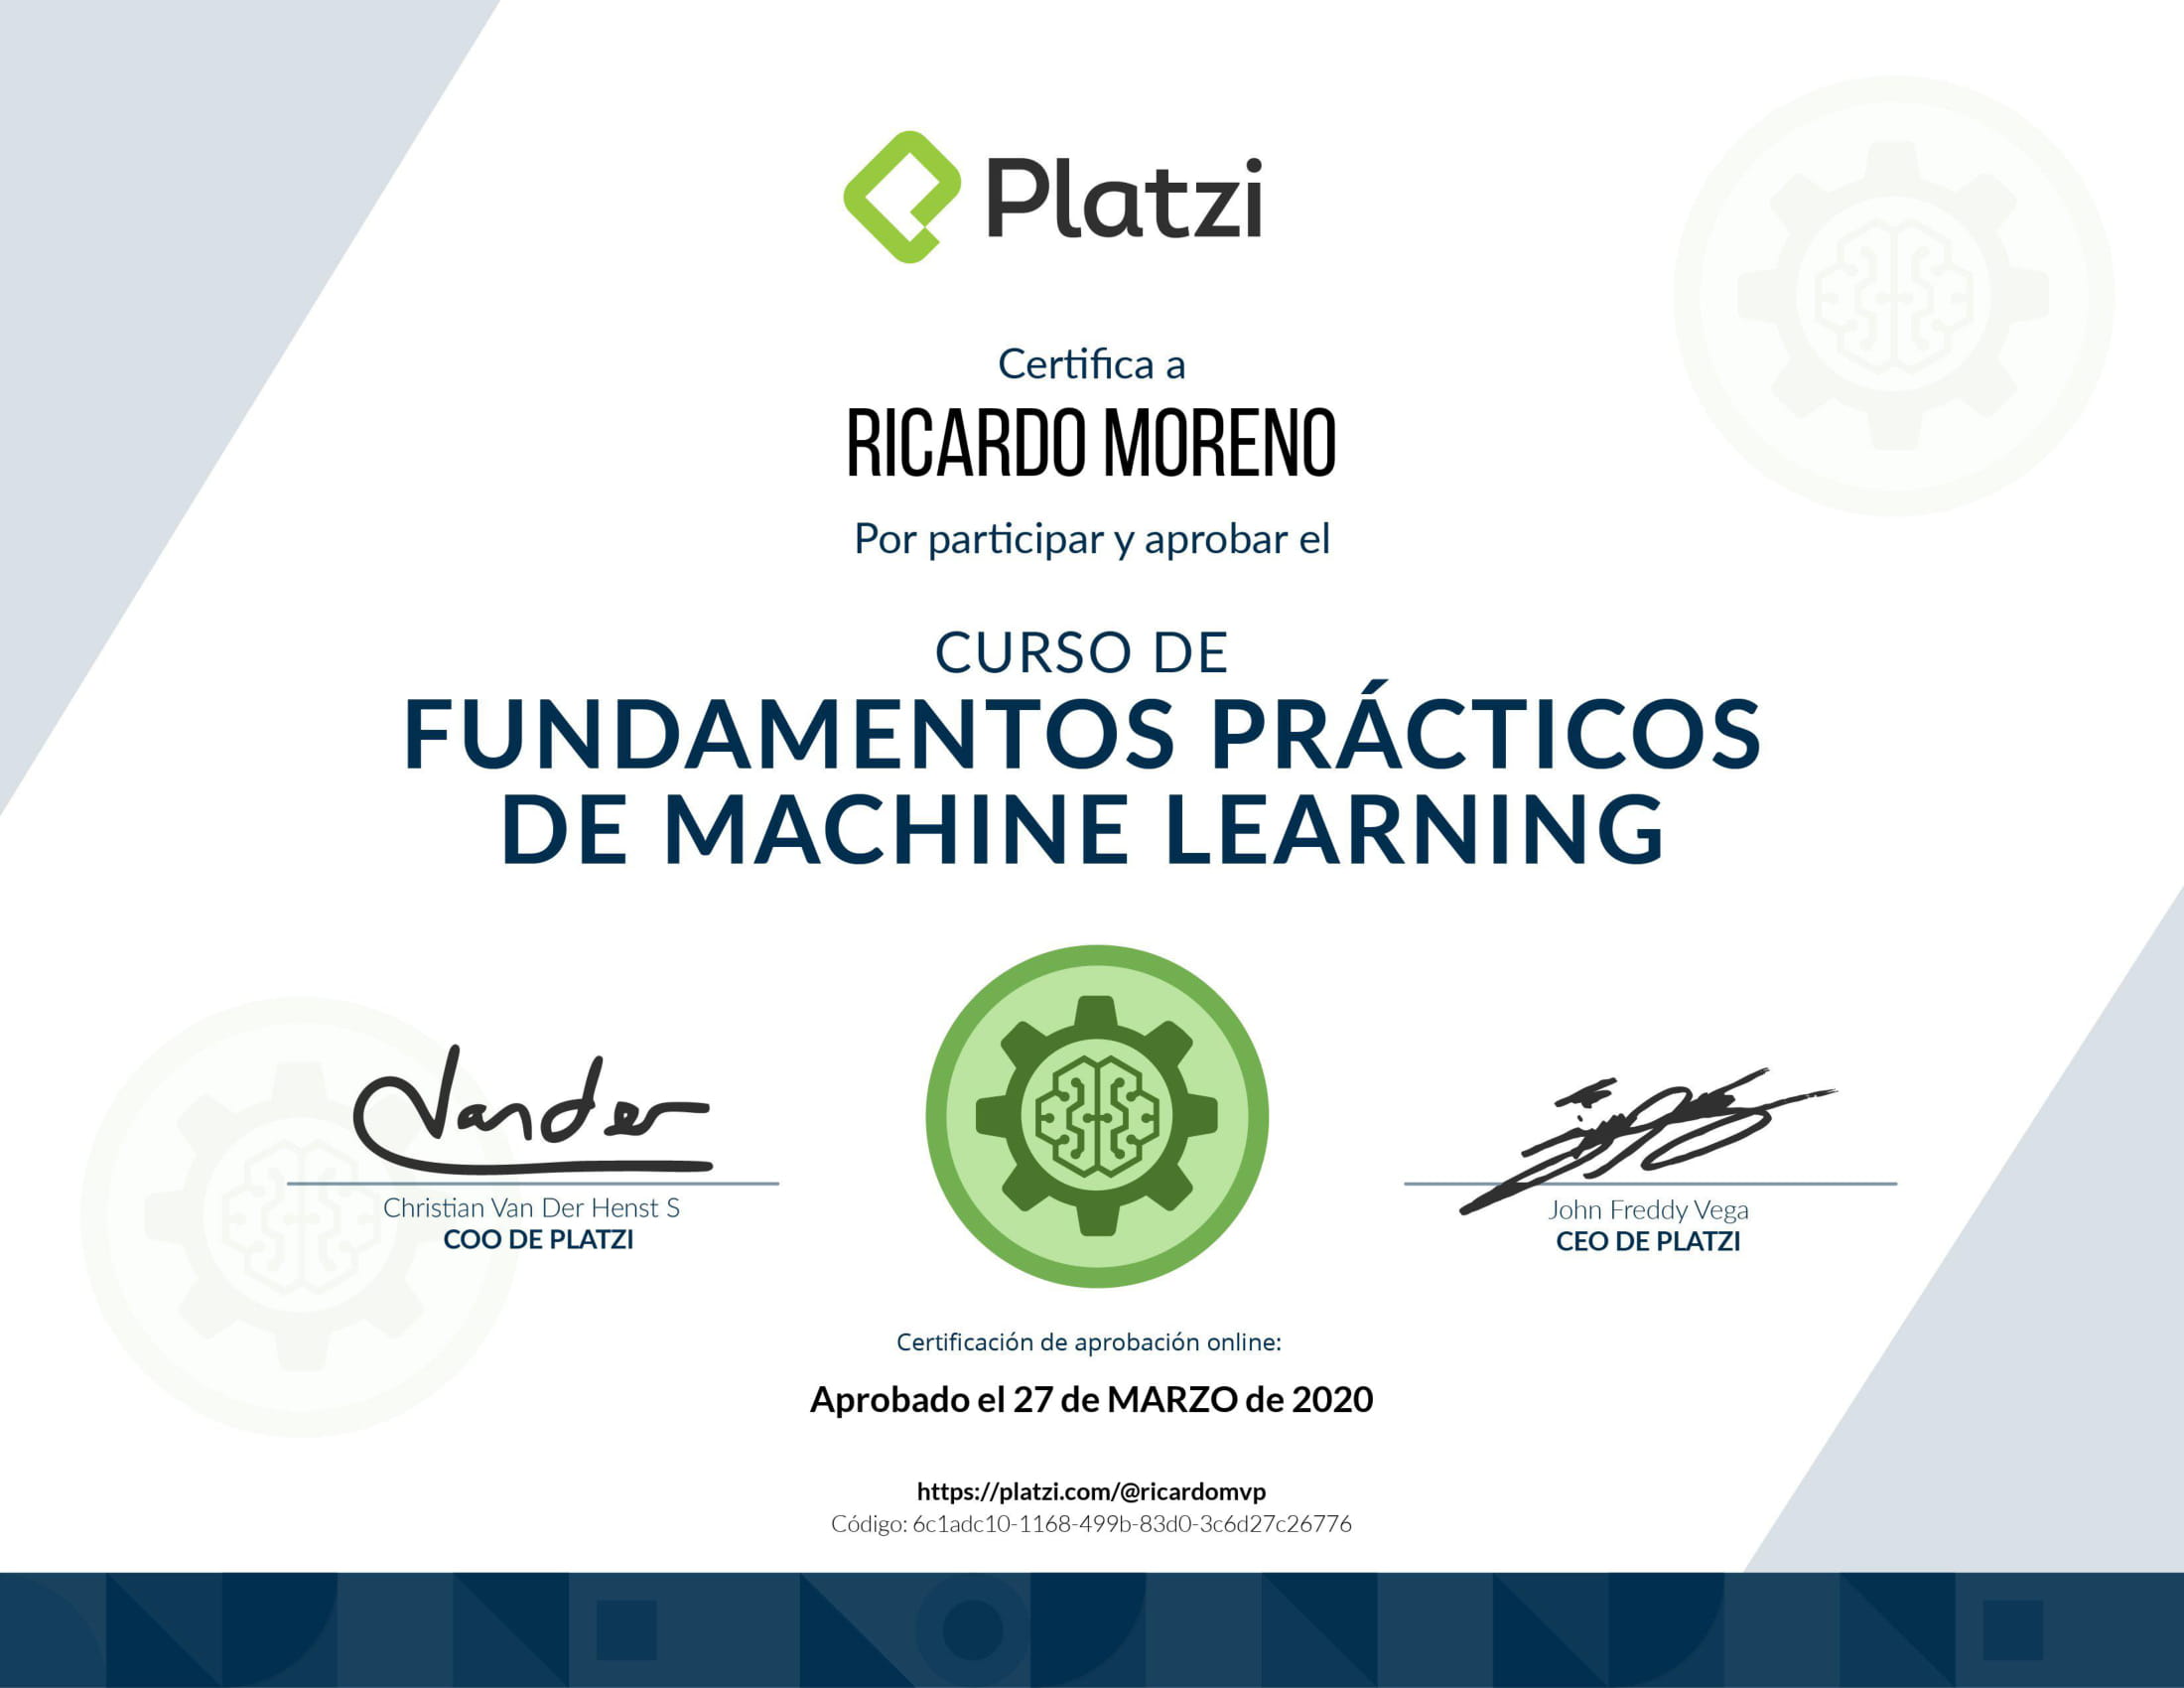 Platzi
Certifica a
RICARDO MORENO
Por participar y aprobar el
CURSO DE
FUNDAMENTOS PRÁCTICOS
DE MACHINE LEARNING
Vander
Christian Van Der Henst S
COO DE PLATZI
John Freddy Vega
CEO DE PLATZI
Certificación de aprobación online:
Aprobado el 27 de MARZO de 2020
https://platzi.com/@ricardomvp
Código: 6c1adc10-1168-499b-83d0-3c6d27c26776